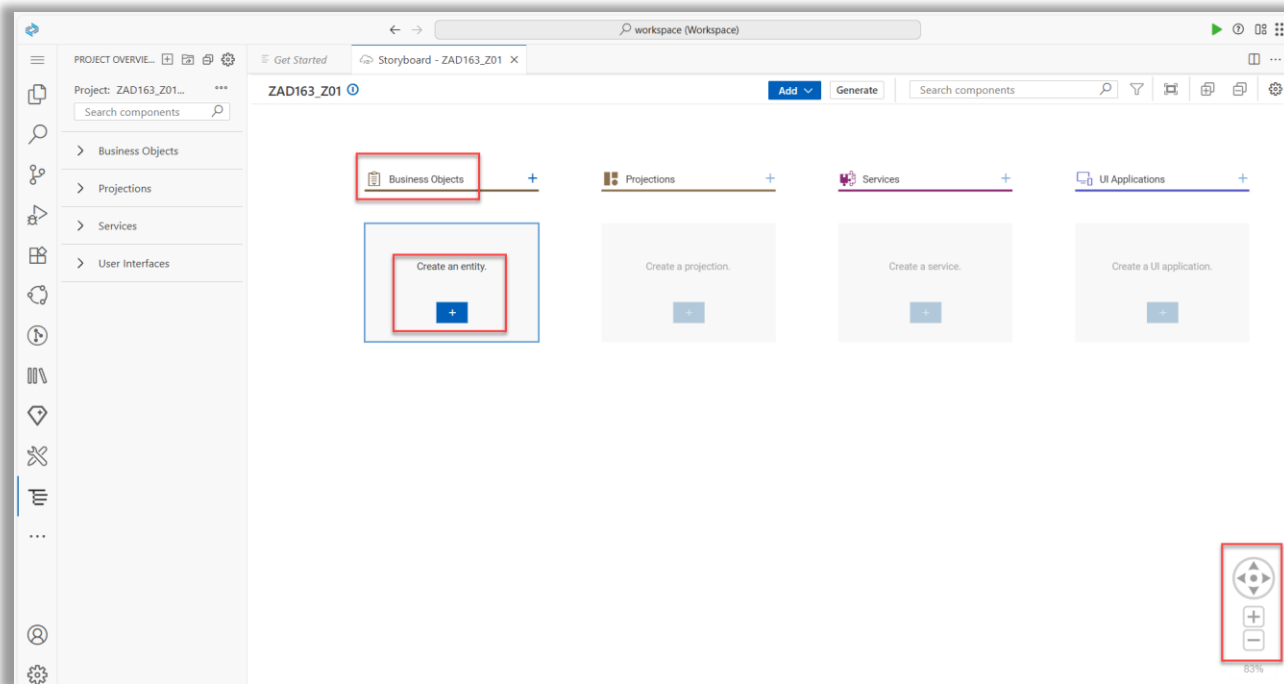 workspace (Workspace)
PROJECT OVERVIE...
Get Started
Storyboard - ZAD163_Z01
Project: ZAD163_Z01...
Search components
ZAD163_Z01
Add
Generate
Search components
Business Objects
Projections
Services
User Interfaces
Business Objects
Projections
Services
UI Applications
Create an entity.
Create a projection.
Create a service.
Create a UI application.
83%